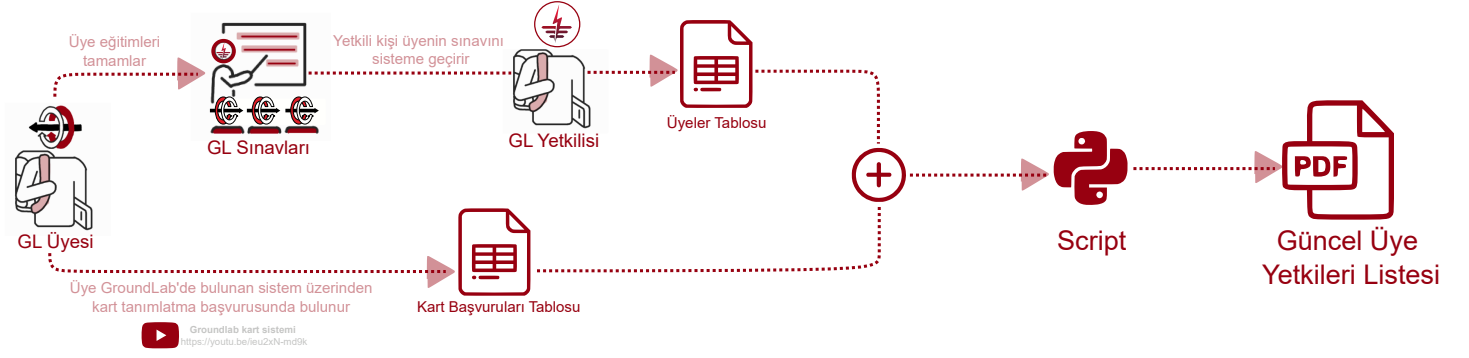 Üye eğitimleri
tamamlar
Yetkili kişi üyenin sınavını
sisteme geçirir
GL Sınavları
GL Yetkilisi
Üyeler Tablosu
GL Üyesi
Üye GroundLab'de bulunan sistem üzerinden
kart tanımlatma başvurusunda bulunur
Kart Başvuruları Tablosu
Groundlab kart sistemi
https://youtu.be/ieu2xN-md9k
Script
PDF
Güncel Üye
Yetkileri Listesi